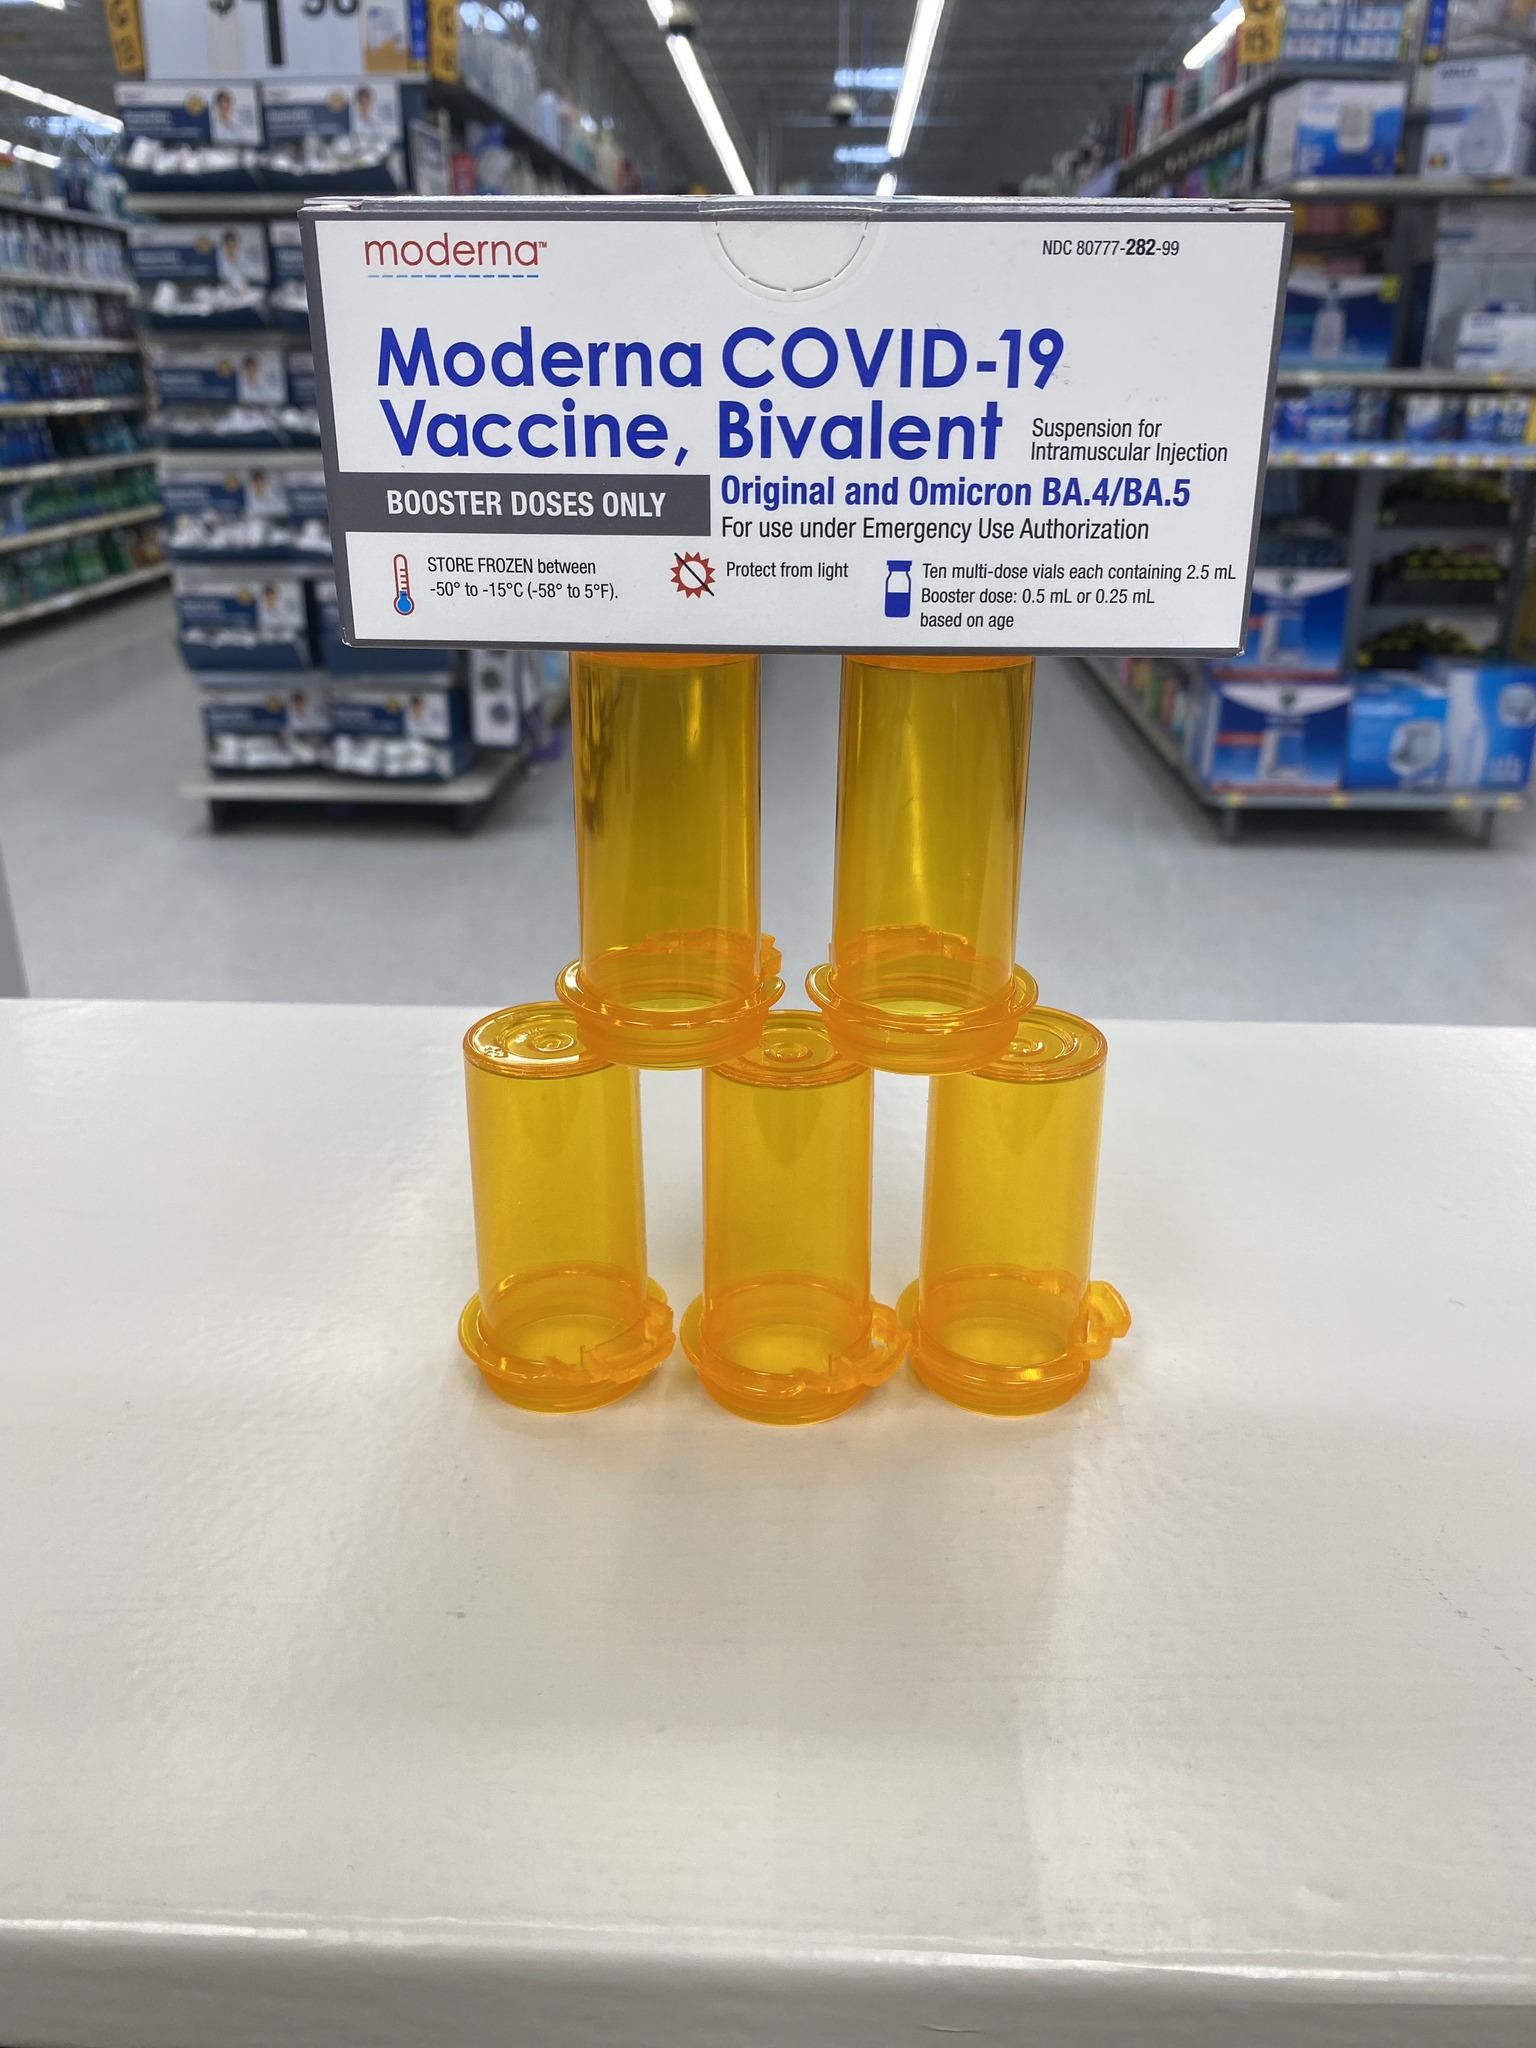 moderna™
NDC 80777-282-99
Moderna COVID-19
Vaccine, Bivalent
Suspension for
Intramuscular Injection
BOOSTER DOSES ONLY
Original and Omicron BA.4/BA.5
For use under Emergency Use Authorization
STORE FROZEN between
-50° to -15°C (-58° to 5°F).
Protect from light
Ten multi-dose vials each containing 2.5 mL
Booster dose: 0.5 mL or 0.25 mL
based on age